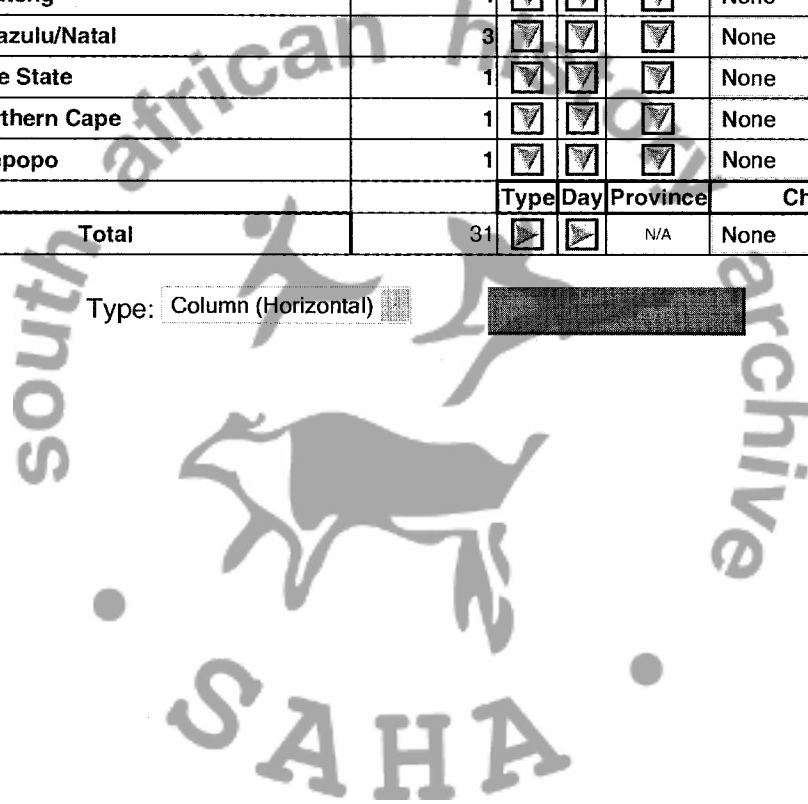 azulu/Natal 3 None
e State 1 None
thern Cape 1 None
popo 1 None
Type Day Province Ch
Total 31 N/A None
Type: Column (Horizontal)
south african history archive
SAHA